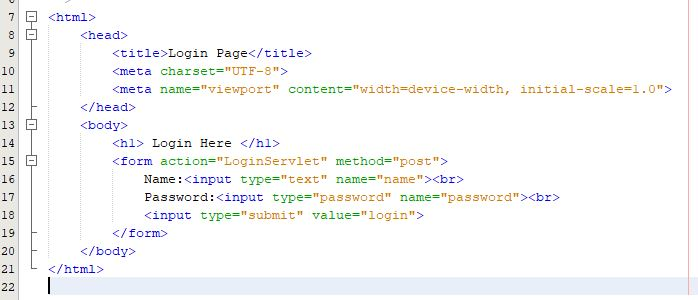 7 <html>
8 <head>
9 <title>Login Page</title>
10 <meta charset="UTF-8">
11 <meta name="viewport" content="width=device-width, initial-scale=1.0">
12 </head>
13 <body>
14 <h1> Login Here </h1>
15 <form action="LoginServlet" method="post">
16 Name:<input type="text" name="name"><br>
17 Password:<input type="password" name="password"><br>
18 <input type="submit" value="login">
19 </form>
20 </body>
21 </html>
22